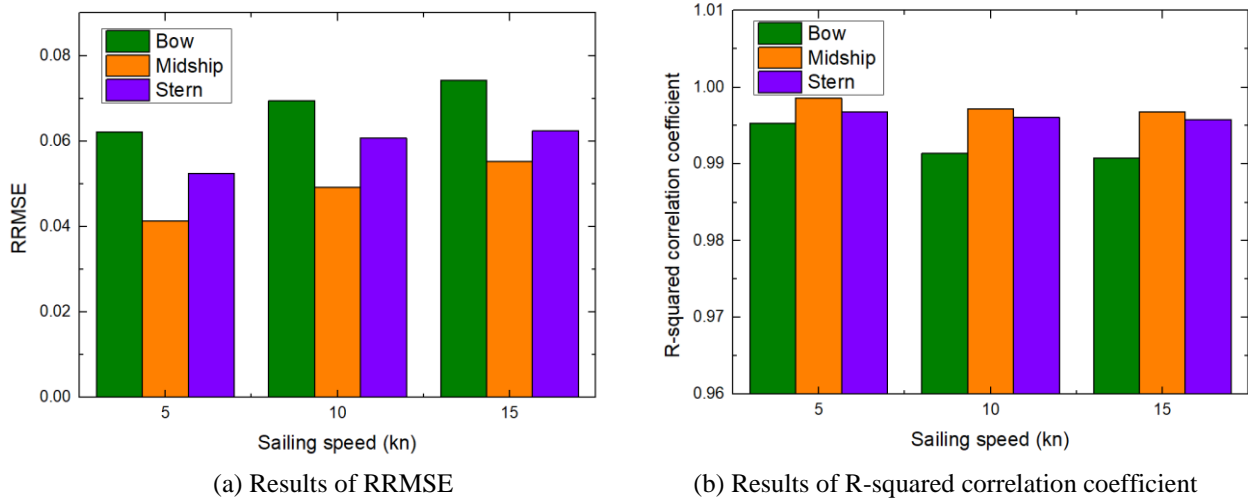 Bow
Midship
Stern
0.08
0.06
0.04
0.02
0.00
RRMSE
5 10 15
Sailing speed (kn)
(a) Results of RRMSE
Bow
Midship
Stern
1.01
1.00
0.99
0.98
0.97
0.96
R-squared correlation coefficient
5 10 15
Sailing speed (kn)
(b) Results of R-squared correlation coefficient